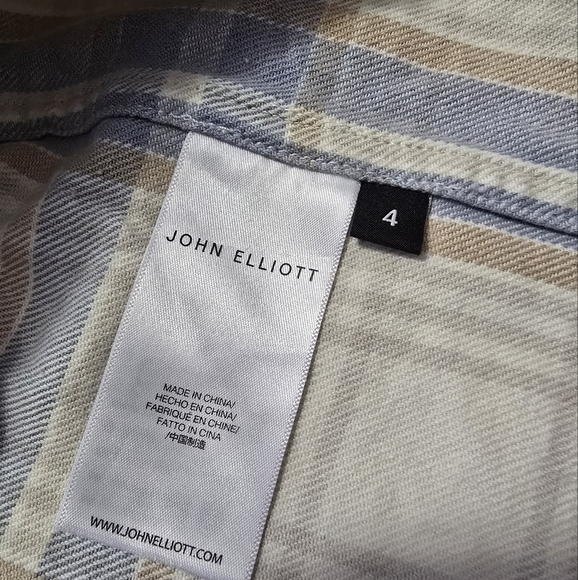 JOHN ELLIOTT
4
MADE IN CHINA/
HECHO EN CHINA/
FABRIQUÉ EN CHINE/
FATTO IN CINA
/中国制造
WWW.JOHNELLIOTT.COM